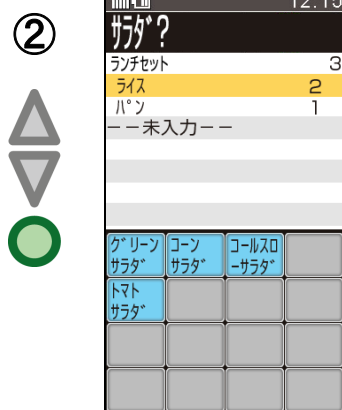 12:15
②
ｻﾗﾀﾞ?
ﾗﾝﾁｾｯﾄ 3
ﾗｲｽ 2
ﾊﾟﾝ 1
－－未入力－－
ｸﾞﾘｰﾝ ｺｰﾝ ｺｰﾙｽﾛ
ｻﾗﾀﾞ ｻﾗﾀﾞ ｰｻﾗﾀﾞ
ﾄﾏﾄ
ｻﾗﾀﾞ